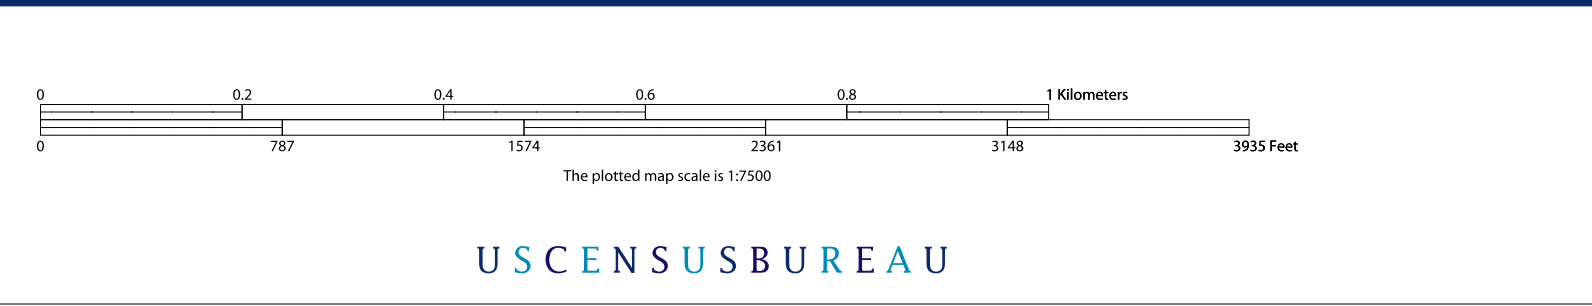 0 0.2 0.4 0.6 0.8 1 Kilometers
0 787 1574 2361 3148 3935 Feet
The plotted map scale is 1:7500
USCENSUSBUREAU